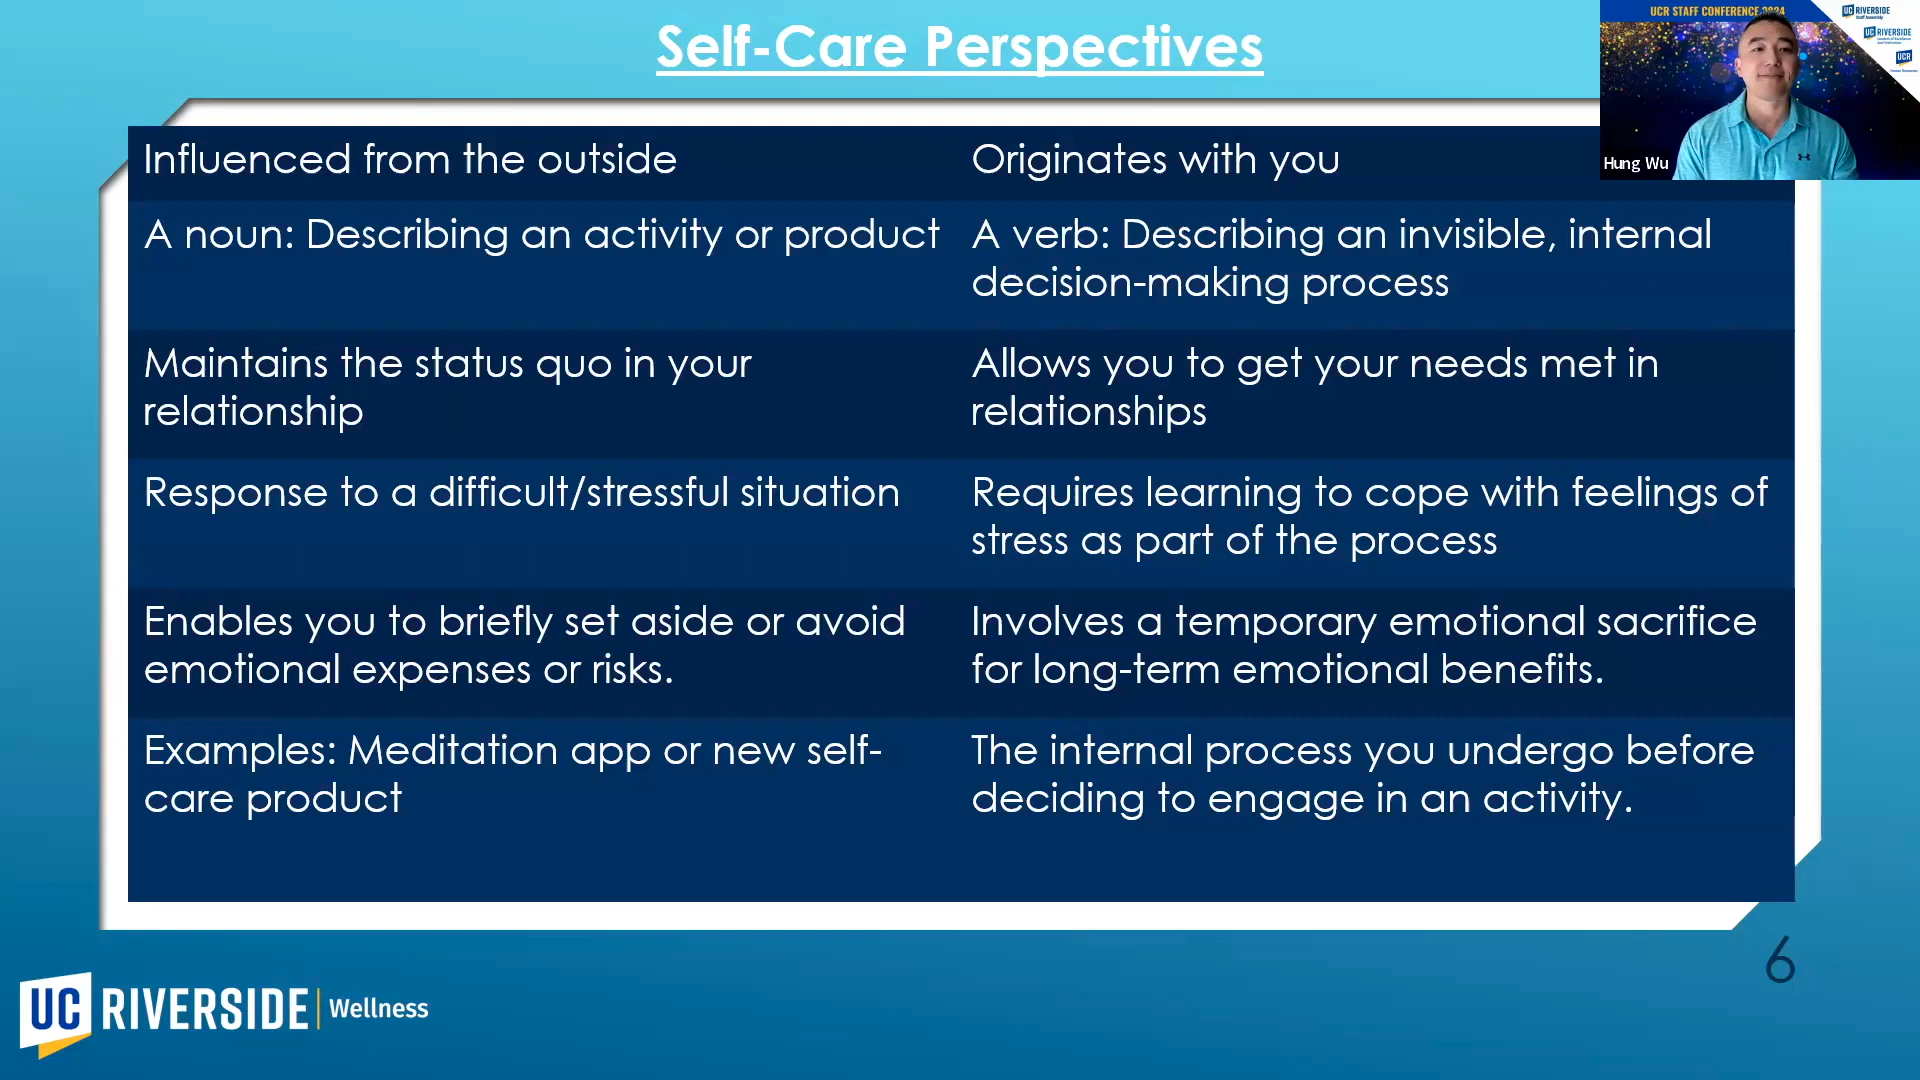 Self-Care Perspectives
UCR STAFF CONFERENCE 2024
UC RIVERSIDE
Staff Assembly
UC RIVERSIDE
UCR
Human Resources
Hung Wu
Influenced from the outside
Originates with you
A noun: Describing an activity or product
A verb: Describing an invisible, internal
decision-making process
Maintains the status quo in your
relationship
Allows you to get your needs met in
relationships
Response to a difficult/stressful situation
Requires learning to cope with feelings of
stress as part of the process
Enables you to briefly set aside or avoid
emotional expenses or risks.
Involves a temporary emotional sacrifice
for long-term emotional benefits.
Examples: Meditation app or new self-
care product
The internal process you undergo before
deciding to engage in an activity.
6
UC RIVERSIDE | Wellness